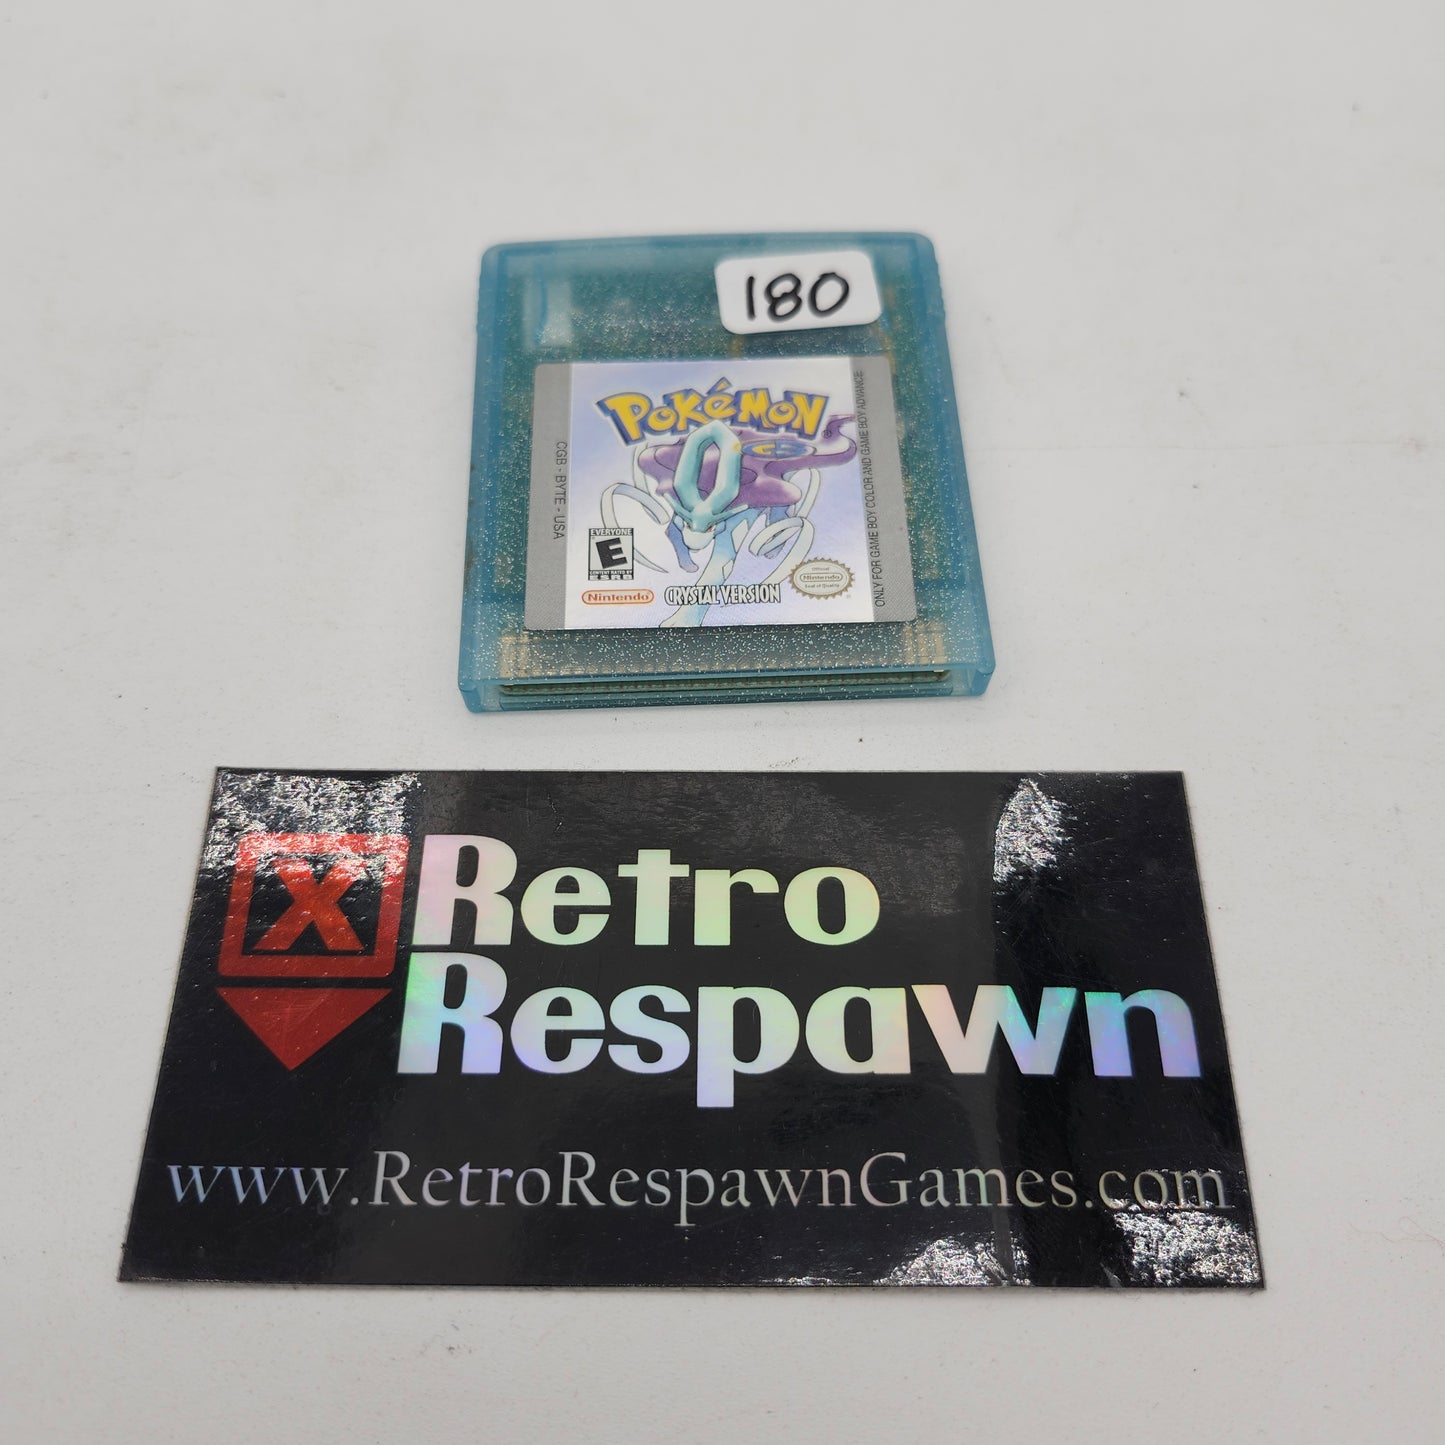 180
POKéMON
CGB - BYTE - USA
ONLY FOR GAME BOY COLOR AND GAME BOY ADVANCE
EVERYONE
E
CONTENT RATED BY
ESRB
Nintendo
CRYSTAL VERSION
Official
Nintendo
Seal of Quality
X
Retro
Respawn
www.RetroRespawnGames.com